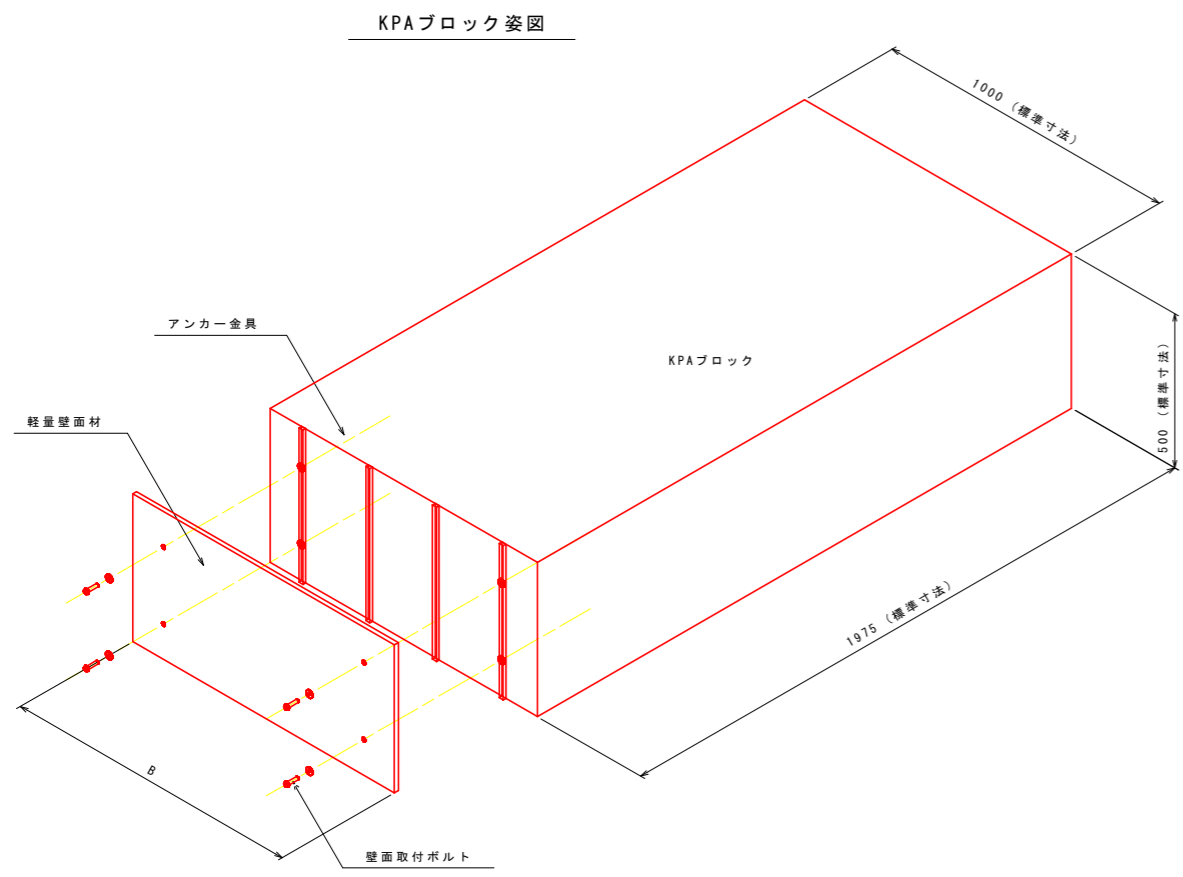 KPAブロック姿図
1000 (標準寸法)
アンカー金具
KPAブロック
500 (標準寸法)
軽量壁面材
1975 (標準寸法)
B
壁面取付ボルト